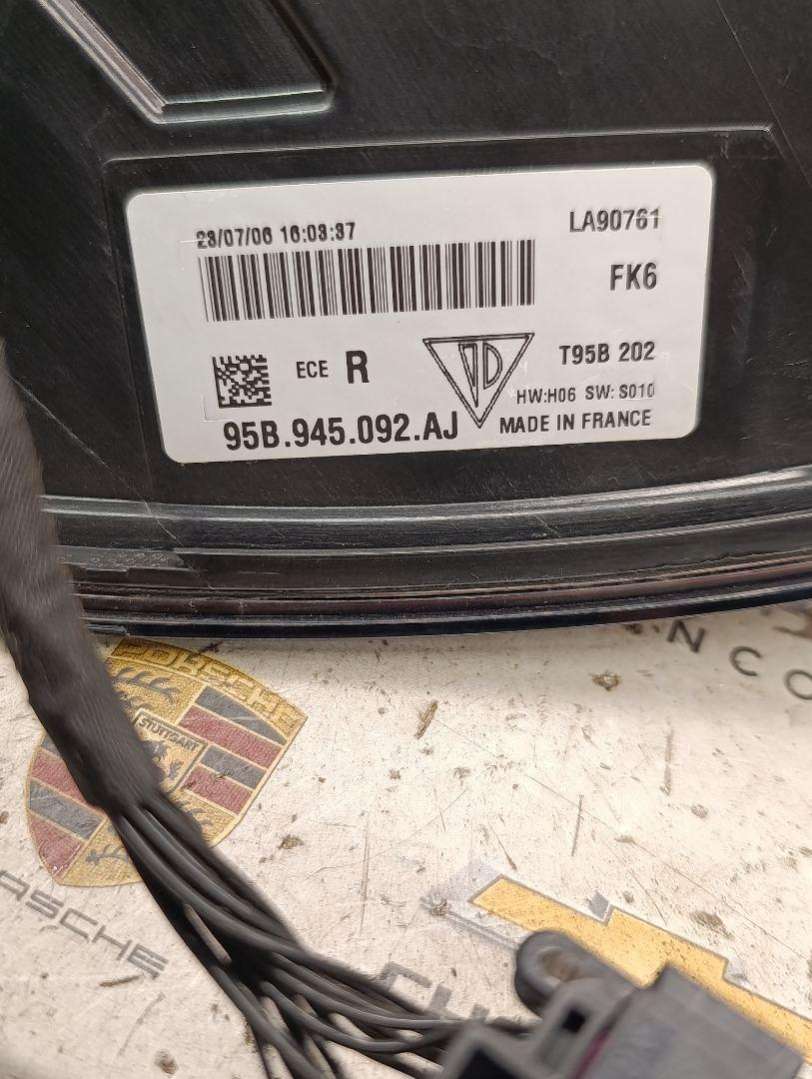 23/07/06 16:03:37
LA90761
FK6
ECE R
T95B 202
HW:H06 SW:S010
95B.945.092.AJ
MADE IN FRANCE
NCO
PORSCHE
STUTTGART
RSCHE